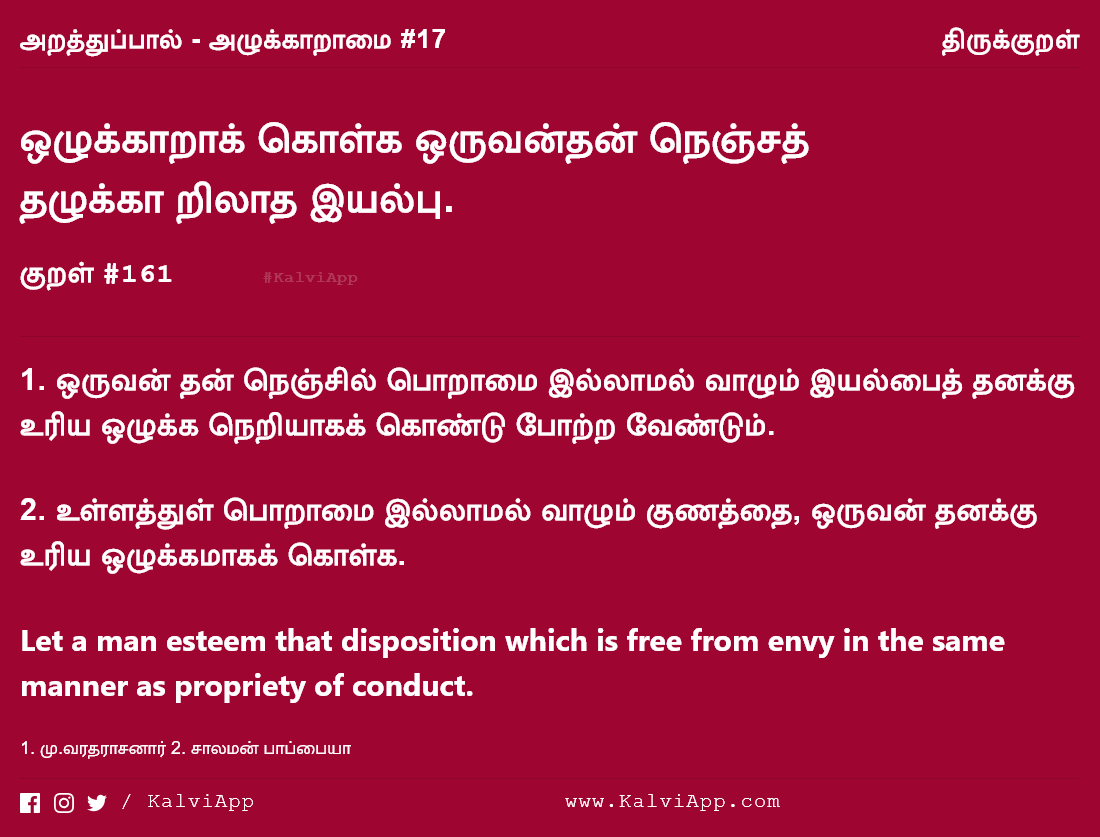 அறத்துப்பால் - அழுக்காறாமை #17
திருக்குறள்
ஒழுக்காறாக் கொள்க ஒருவன்தன் நெஞ்சத்
தழுக்கா றிலாத இயல்பு.
குறள் #161
#KalviApp
1. ஒருவன் தன் நெஞ்சில் பொறாமை இல்லாமல் வாழும் இயல்பைத் தனக்கு
உரிய ஒழுக்க நெறியாகக் கொண்டு போற்ற வேண்டும்.
2. உள்ளத்துள் பொறாமை இல்லாமல் வாழும் குணத்தை, ஒருவன் தனக்கு
உரிய ஒழுக்கமாகக் கொள்க.
Let a man esteem that disposition which is free from envy in the same
manner as propriety of conduct.
1. மு.வரதராசனார் 2. சாலமன் பாப்பையா
/ KalviApp
www.KalviApp.com